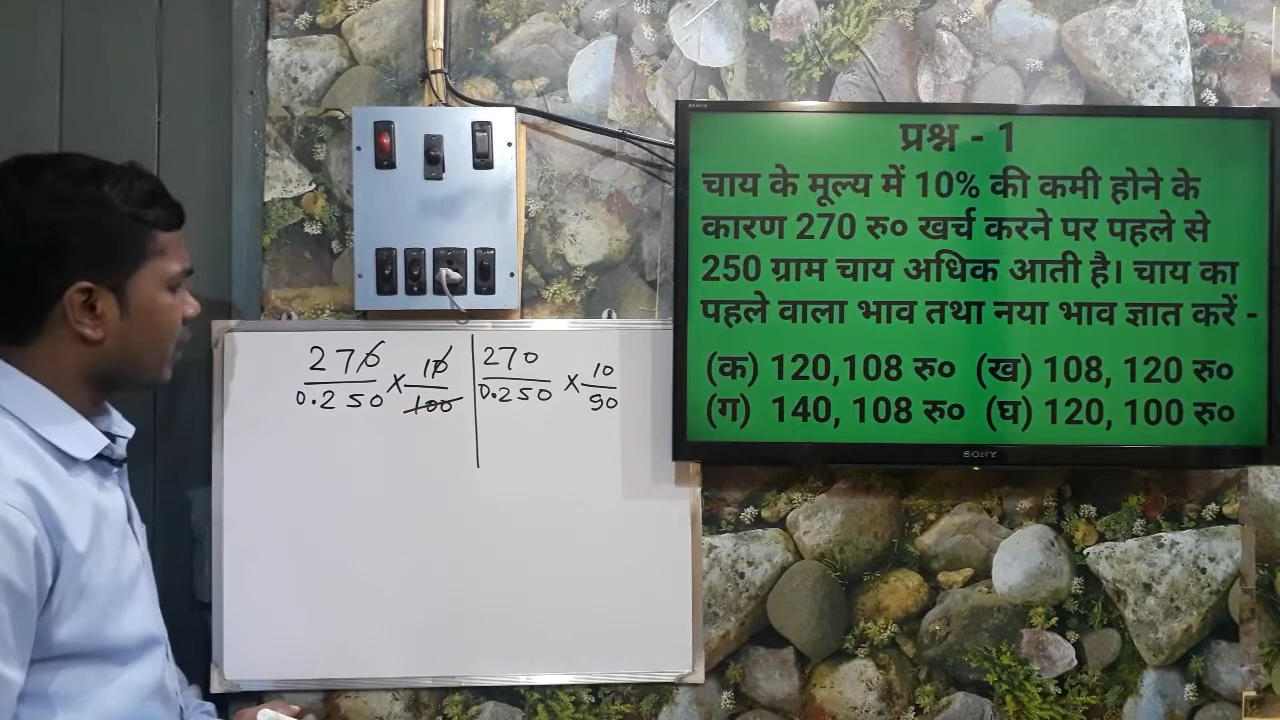 BRAVIA
प्रश्न - 1
चाय के मूल्य में 10% की कमी होने के
कारण 270 रु० खर्च करने पर पहले से
250 ग्राम चाय अधिक आती है। चाय का
पहले वाला भाव तथा नया भाव ज्ञात करें -
(क) 120,108 रु० (ख) 108, 120 रु०
(ग) 140, 108 रु० (घ) 120, 100 रु०
SONY
270/0.250 × 10/100
270/0.250 × 10/90